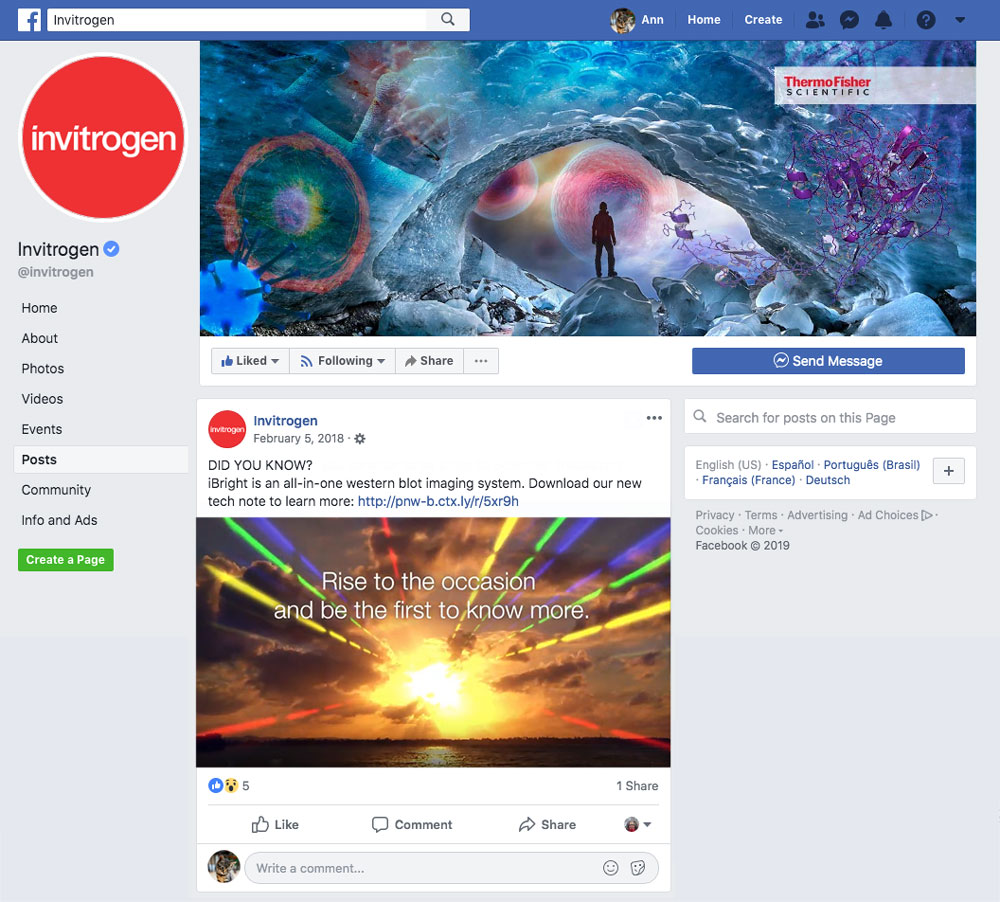 Invitrogen
Ann
Home
Create
invitrogen
ThermoFisher
SCIENTIFIC
Invitrogen
@invitrogen
Home
About
Photos
Videos
Events
Posts
Community
Info and Ads
Create a Page
Liked
Following
Share
Send Message
Invitrogen
invitrogen
February 5, 2018 ·
DID YOU KNOW?
iBright is an all-in-one western blot imaging system. Download our new
tech note to learn more: http://pnw-b.ctx.ly/r/5xr9h
Rise to the occasion
and be the first to know more.
5
1 Share
Like
Comment
Share
Write a comment...
Search for posts on this Page
English (US) · Español · Português (Brasil)
· Français (France) · Deutsch
Privacy · Terms · Advertising · Ad Choices ·
Cookies · More
Facebook © 2019